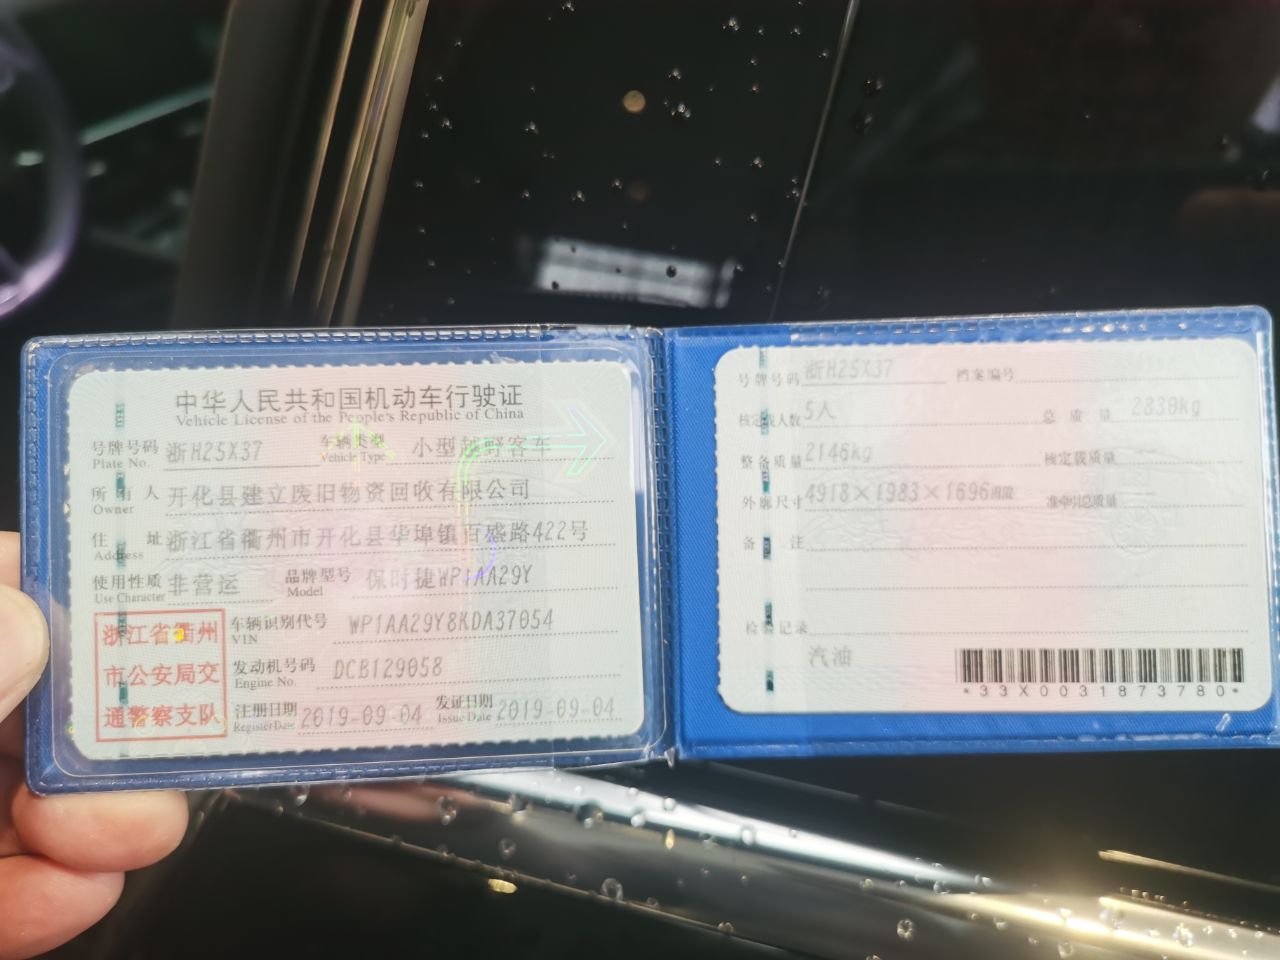 中华人民共和国机动车行驶证
Vehicle License of the People's Republic of China
号牌号码 浙H25X37 车辆类型 小型越野客车
Plate No. Vehicle Type
所有人 开化县建立废旧物资回收有限公司
Owner
住址 浙江省衢州市开化县华埠镇百盛路422号
Address
使用性质 非营运 品牌型号 保时捷WP1AA29Y
Use Character Model
浙江省衢州
市公安局交
通警察支队
车辆识别代号 WP1AA29Y8KDA37054
VIN
发动机号码 DCB129058
Engine No.
注册日期 2019-09-04 发证日期 2019-09-04
Register Date Issue Date
号牌号码 浙H25X37 档案编号
核定载人数 5人 总质量 2830kg
整备质量 2146kg 核定载质量
外廓尺寸 4918×1983×1696mm 准牵引总质量
备注
检验记录
汽油
*33X0031873780*